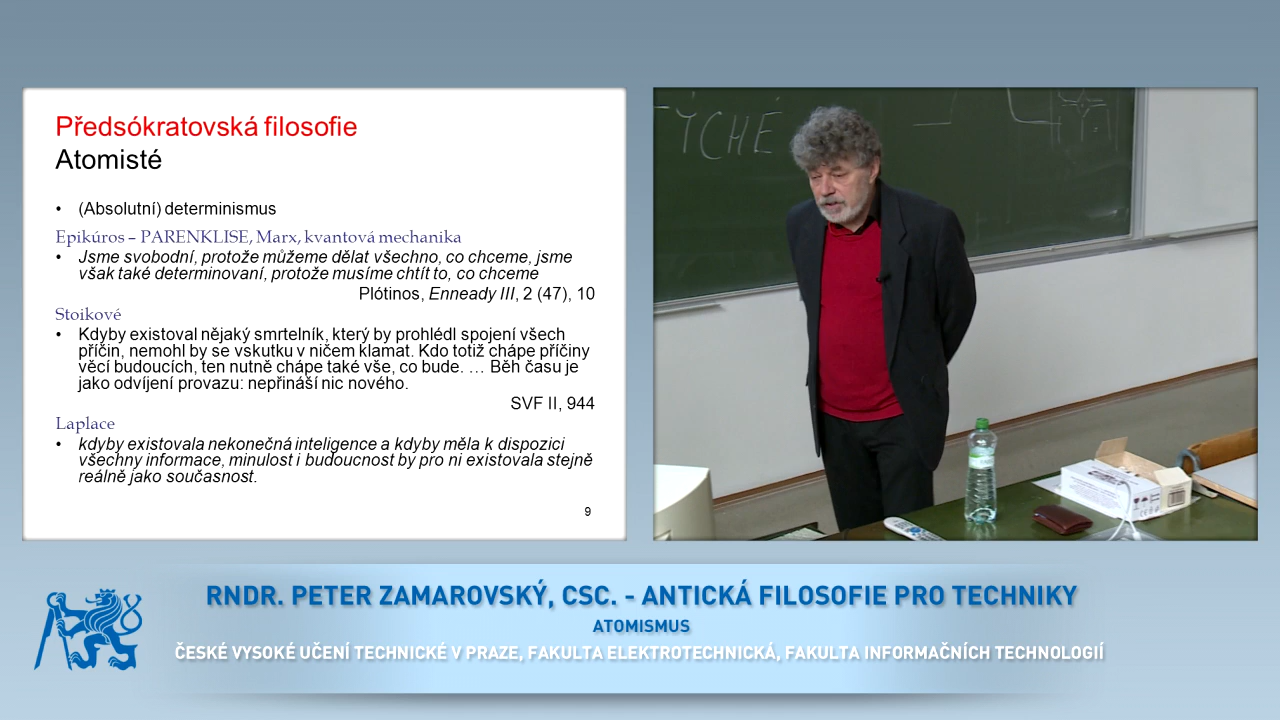 Předsókratovská filosofie
Atomisté
• (Absolutní) determinismus
Epikúros – PARENKLISE, Marx, kvantová mechanika
• Jsme svobodní, protože můžeme dělat všechno, co chceme, jsme
však také determinovaní, protože musíme chtít to, co chceme
Plótinos, Enneady III, 2 (47), 10
Stoikové
• Kdyby existoval nějaký smrtelník, který by prohlédl spojení všech
příčin, nemohl by se vskutku v ničem klamat. Kdo totiž chápe příčiny
věcí budoucích, ten nutně chápe také vše, co bude. … Běh času je
jako odvíjení provazu: nepřináší nic nového.
SVF II, 944
Laplace
• kdyby existovala nekonečná inteligence a kdyby měla k dispozici
všechny informace, minulost i budoucnost by pro ni existovala stejně
reálně jako současnost.
9
TÝCHÉ
RNDR. PETER ZAMAROVSKÝ, CSC. - ANTICKÁ FILOSOFIE PRO TECHNIKY
ATOMISMUS
ČESKÉ VYSOKÉ UČENÍ TECHNICKÉ V PRAZE, FAKULTA ELEKTROTECHNICKÁ, FAKULTA INFORMAČNÍCH TECHNOLOGIÍ